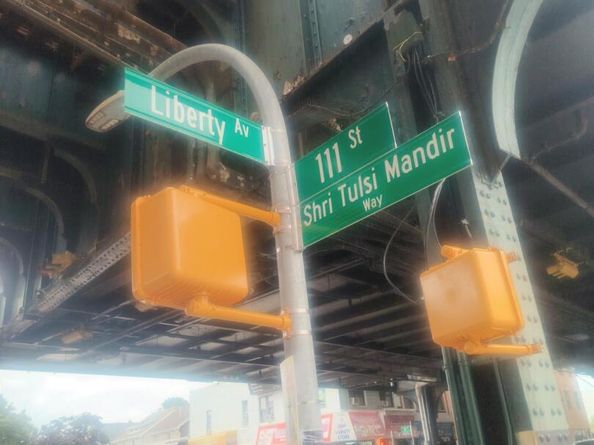 Liberty Av
111 St
Shri Tulsi Mandir
Way